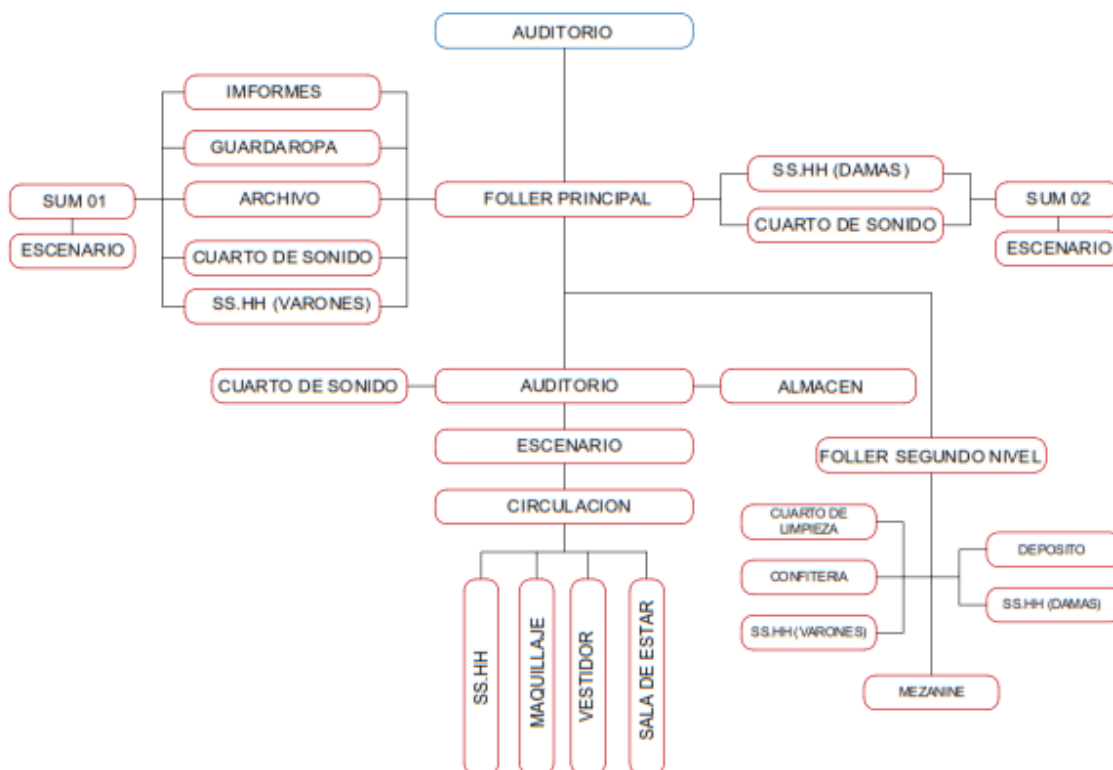 AUDITORIO
IMFORMES
GUARDAROPA
SS.HH (DAMAS)
SUM 01
ARCHIVO
FOLLER PRINCIPAL
SUM 02
CUARTO DE SONIDO
ESCENARIO
CUARTO DE SONIDO
ESCENARIO
SS.HH (VARONES)
CUARTO DE SONIDO
AUDITORIO
ALMACEN
ESCENARIO
FOLLER SEGUNDO NIVEL
CIRCULACION
CUARTO DE
LIMPIEZA
DEPOSITO
CONFITERIA
SS.HH (DAMAS)
SS.HH (VARONES)
MEZANINE
SS.HH
MAQUILLAJE
VESTIDOR
SALA DE ESTAR